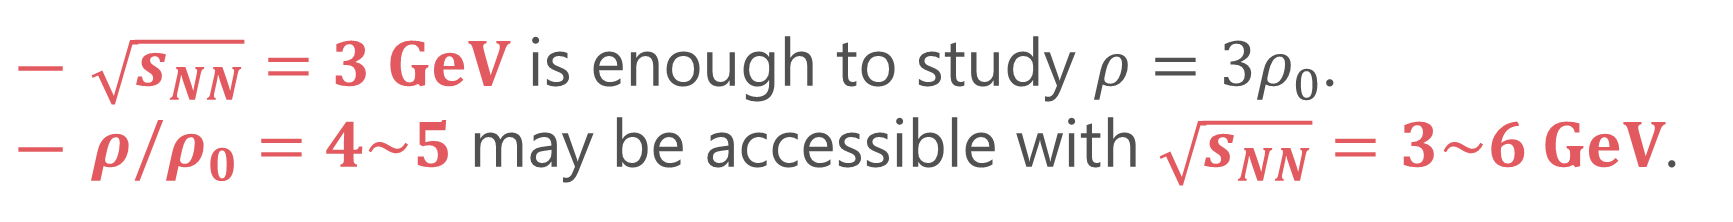 – √s_NN = 3 GeV is enough to study ρ = 3ρ₀.
– ρ/ρ₀ = 4~5 may be accessible with √s_NN = 3~6 GeV.